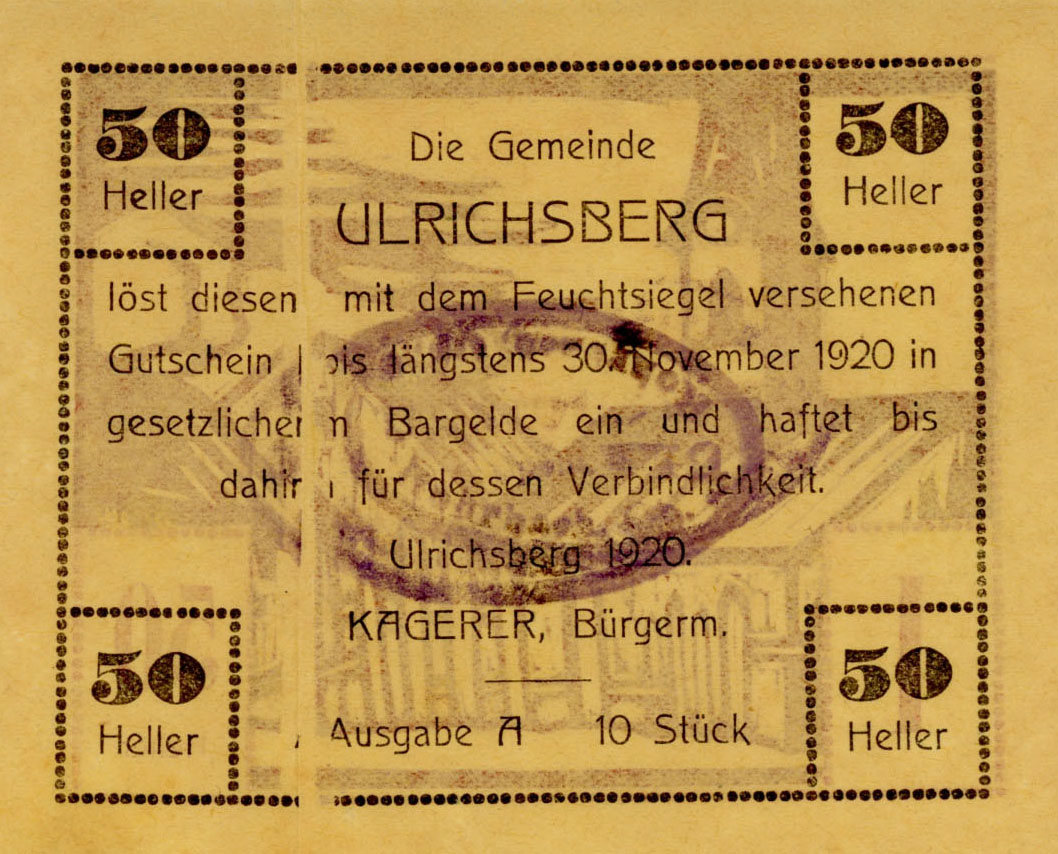 50 50
Heller Heller
Die Gemeinde
ULRICHSBERG
löst diesen mit dem Feuchtsiegel versehenen
Gutschein bis längstens 30. November 1920 in
gesetzlichem Bargelde ein und haftet bis
dahin für dessen Verbindlichkeit.
Ulrichsberg 1920.
KAGERER, Bürgerm.
50 50
Heller Heller
Ausgabe A 10 Stück